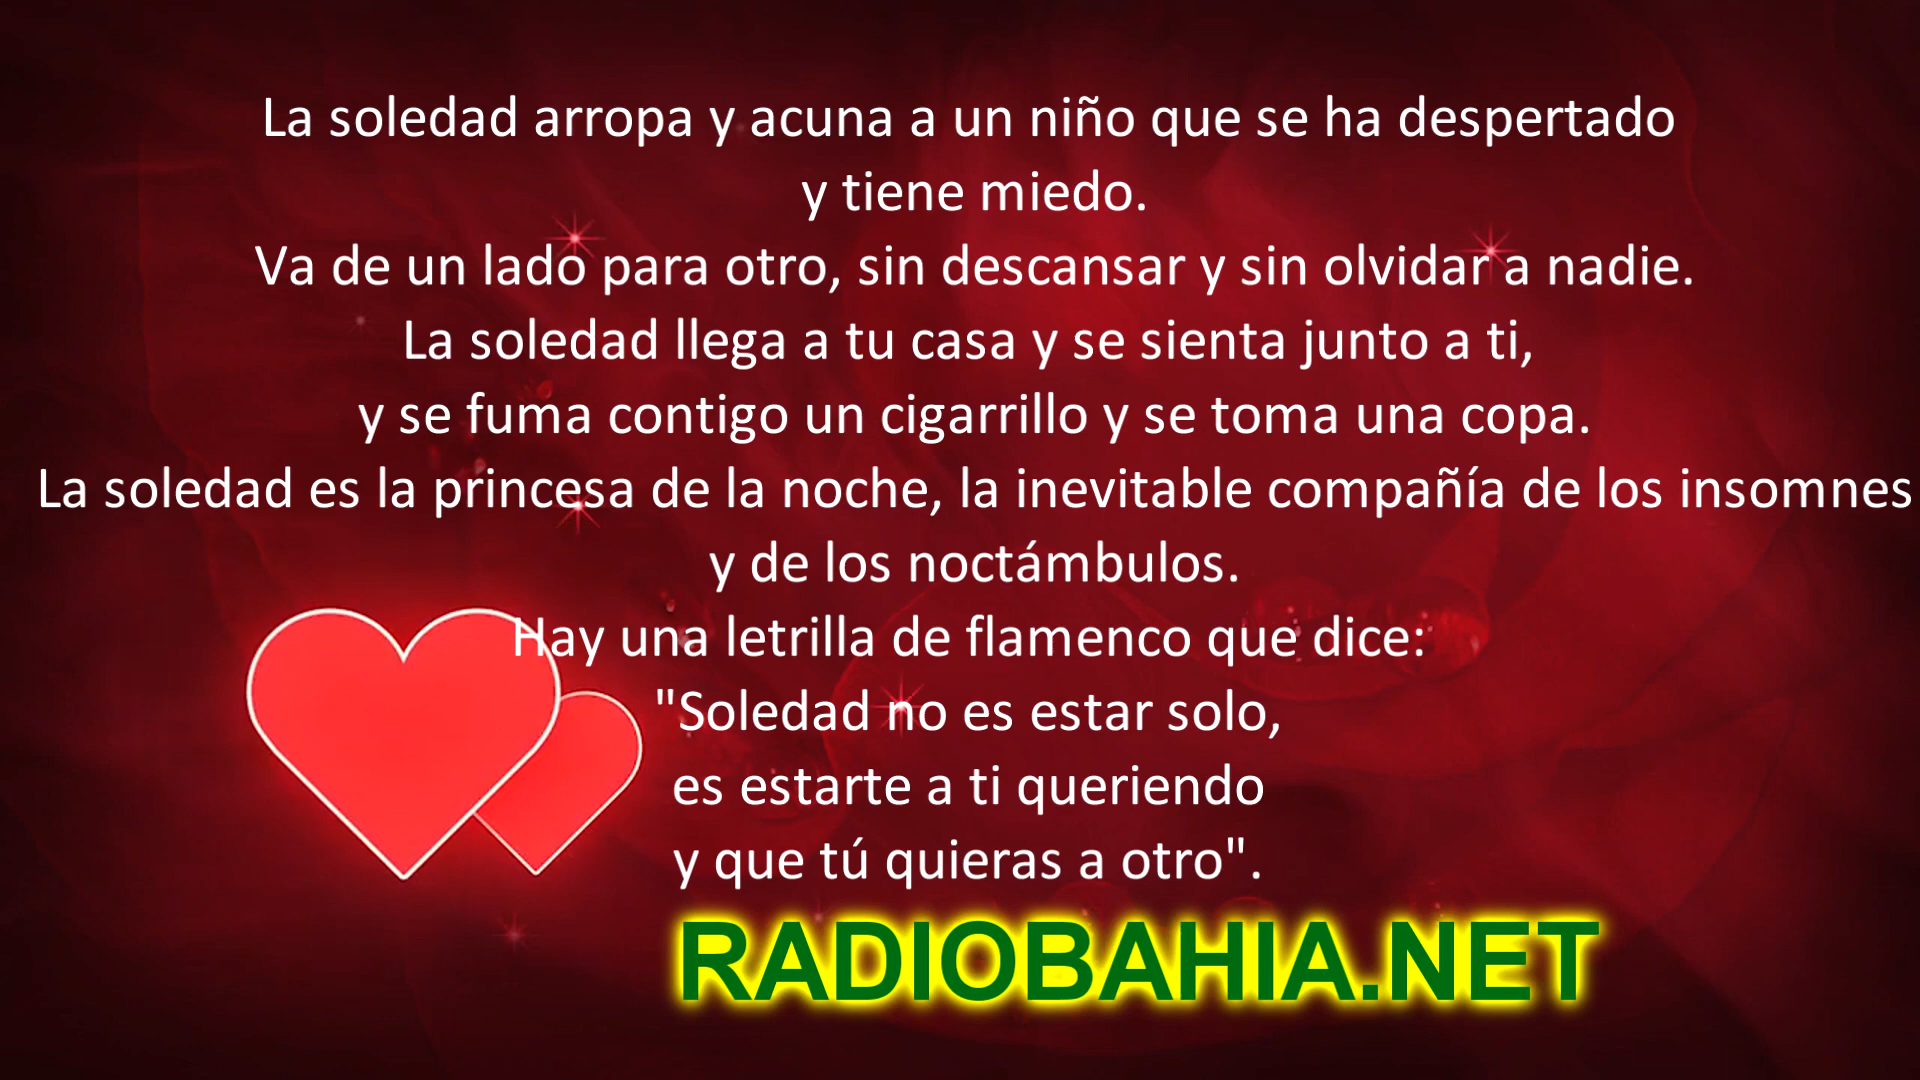 La soledad arropa y acuna a un niño que se ha despertado
y tiene miedo.
Va de un lado para otro, sin descansar y sin olvidar a nadie.
La soledad llega a tu casa y se sienta junto a ti,
y se fuma contigo un cigarrillo y se toma una copa.
La soledad es la princesa de la noche, la inevitable compañía de los insomnes
y de los noctámbulos.
Hay una letrilla de flamenco que dice:
"Soledad no es estar solo,
es estarte a ti queriendo
y que tú quieras a otro".
RADIOBAHIA.NET